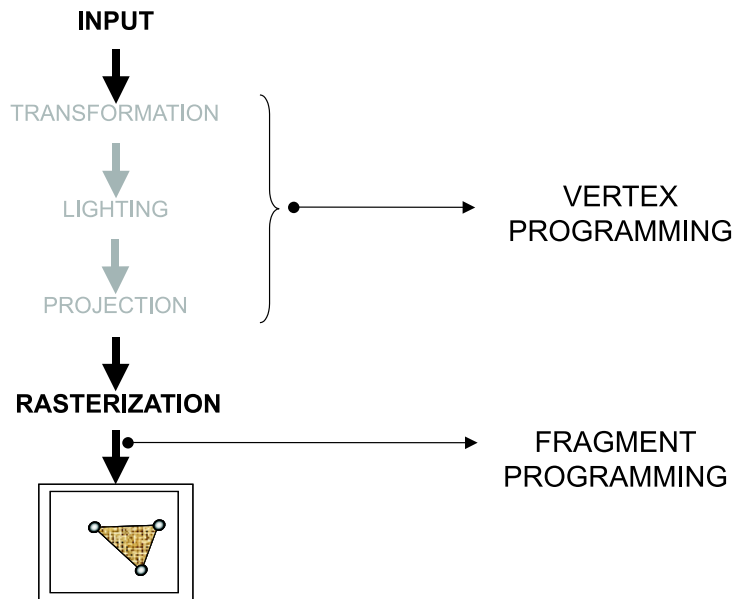 INPUT
TRANSFORMATION
LIGHTING
PROJECTION
VERTEX
PROGRAMMING
RASTERIZATION
FRAGMENT
PROGRAMMING